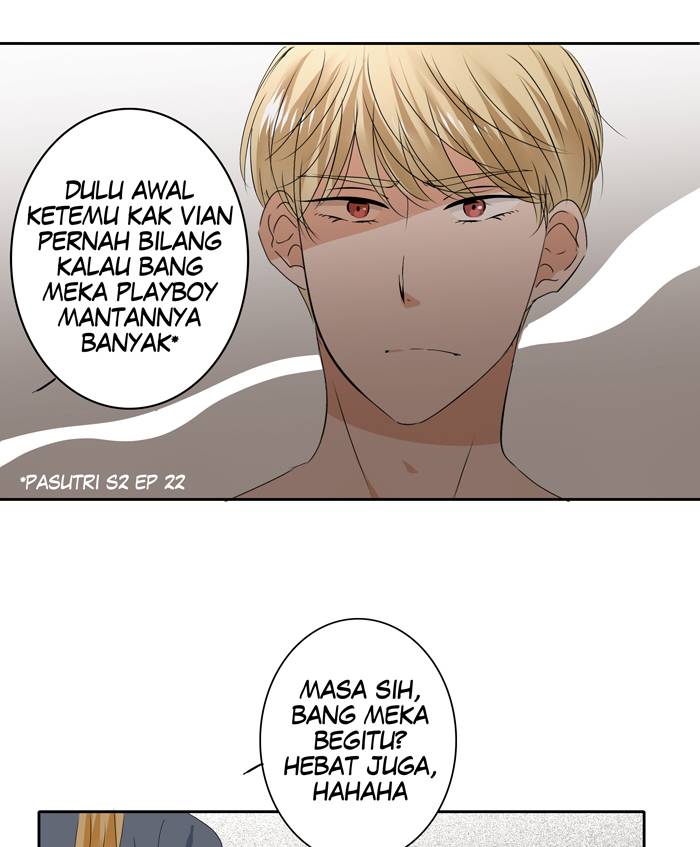 DULU AWAL
KETEMU KAK VIAN
PERNAH BILANG
KALAU BANG
MEKA PLAYBOY
MANTANNYA
BANYAK*
*PASUTRI S2 EP 22
MASA SIH,
BANG MEKA
BEGITU?
HEBAT JUGA,
HAHAHA